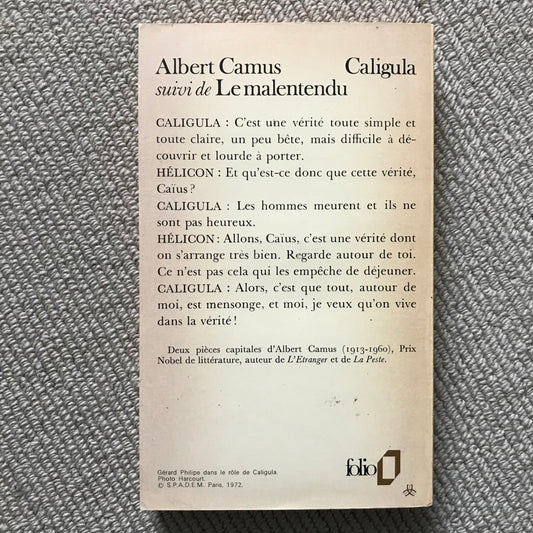 Albert Camus Caligula
suivi de Le malentendu
CALIGULA : C'est une vérité toute simple et
toute claire, un peu bête, mais difficile à dé-
couvrir et lourde à porter.
HÉLICON : Et qu'est-ce donc que cette vérité,
Caïus ?
CALIGULA : Les hommes meurent et ils ne
sont pas heureux.
HÉLICON : Allons, Caïus, c'est une vérité dont
on s'arrange très bien. Regarde autour de toi.
Ce n'est pas cela qui les empêche de déjeuner.
CALIGULA : Alors, c'est que tout, autour de
moi, est mensonge, et moi, je veux qu'on vive
dans la vérité !
Deux pièces capitales d'Albert Camus (1913-1960), Prix
Nobel de littérature, auteur de L'Etranger et de La Peste.
Gérard Philipe dans le rôle de Caligula.
Photo Harcourt.
© S.P.A.D.E.M. Paris, 1972.
folio